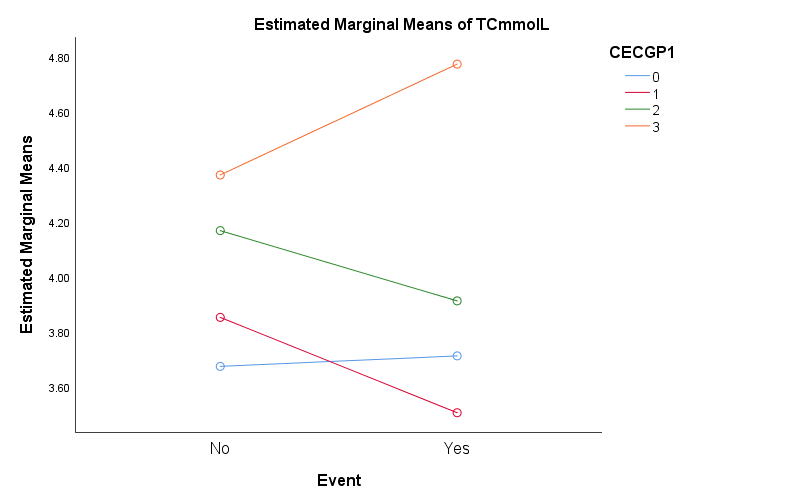 Estimated Marginal Means of TCmmolL
CECGP1
0
1
2
3
Estimated Marginal Means
4.80
4.60
4.40
4.20
4.00
3.80
3.60
No
Yes
Event